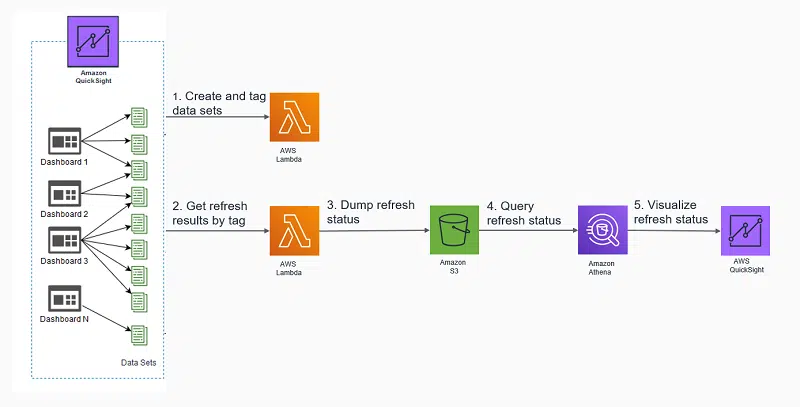 Amazon
QuickSight
Dashboard 1
Dashboard 2
Dashboard 3
Dashboard N
Data Sets
1. Create and tag
data sets
AWS
Lambda
2. Get refresh
results by tag
AWS
Lambda
3. Dump refresh
status
Amazon
S3
4. Query
refresh status
Amazon
Athena
5. Visualize
refresh status
AWS
QuickSight